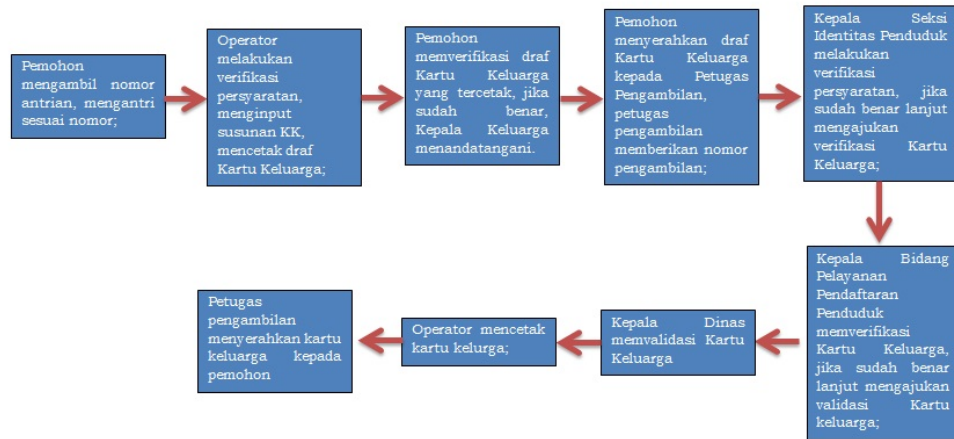 Pemohon
mengambil nomor
antrian, mengantri
sesuai nomor;
Operator
melakukan
verifikasi
persyaratan,
menginput
susunan KK,
mencetak draf
Kartu Keluarga;
Pemohon
memverifikasi draf
Kartu Keluarga
yang tercetak, jika
sudah benar,
Kepala Keluarga
menandatangani.
Pemohon
menyerahkan draf
Kartu Keluarga
kepada Petugas
Pengambilan,
petugas
pengambilan
memberikan nomor
pengambilan;
Kepala Seksi
Identitas Penduduk
melakukan
verifikasi
persyaratan, jika
sudah benar lanjut
mengajukan
verifikasi Kartu
Keluarga;
Kepala Bidang
Pelayanan
Pendaftaran
Penduduk
memverifikasi
Kartu Keluarga,
jika sudah benar
lanjut mengajukan
validasi Kartu
keluarga;
Kepala Dinas
memvalidasi Kartu
Keluarga
Operator mencetak
kartu kelurga;
Petugas
pengambilan
menyerahkan kartu
keluarga kepada
pemohon